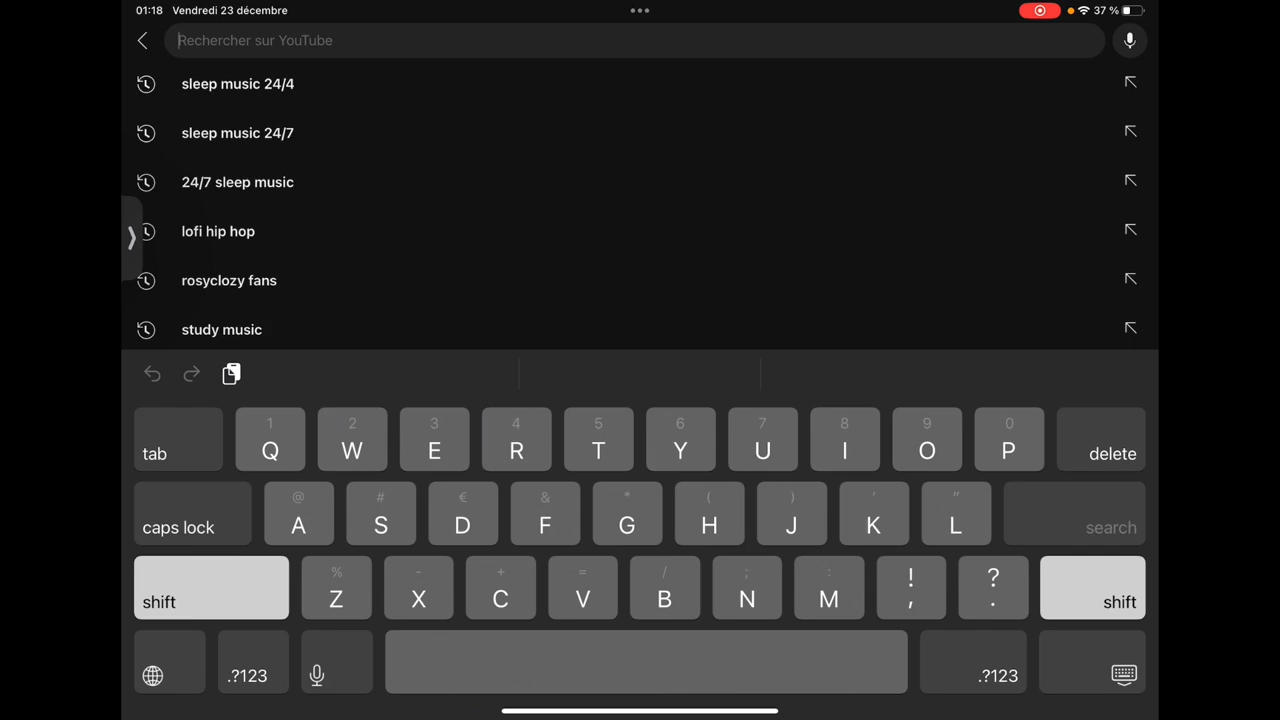 01:18 Vendredi 23 décembre 37 %
Rechercher sur YouTube
sleep music 24/4
sleep music 24/7
24/7 sleep music
lofi hip hop
rosyclozy fans
study music
1 2 3 4 5 6 7 8 9 0
tab Q W E R T Y U I O P delete
@ # € & * ( ) ' "
caps lock A S D F G H J K L search
% - + = / ; : ! ?
shift Z X C V B N M , . shift
.?123 .?123